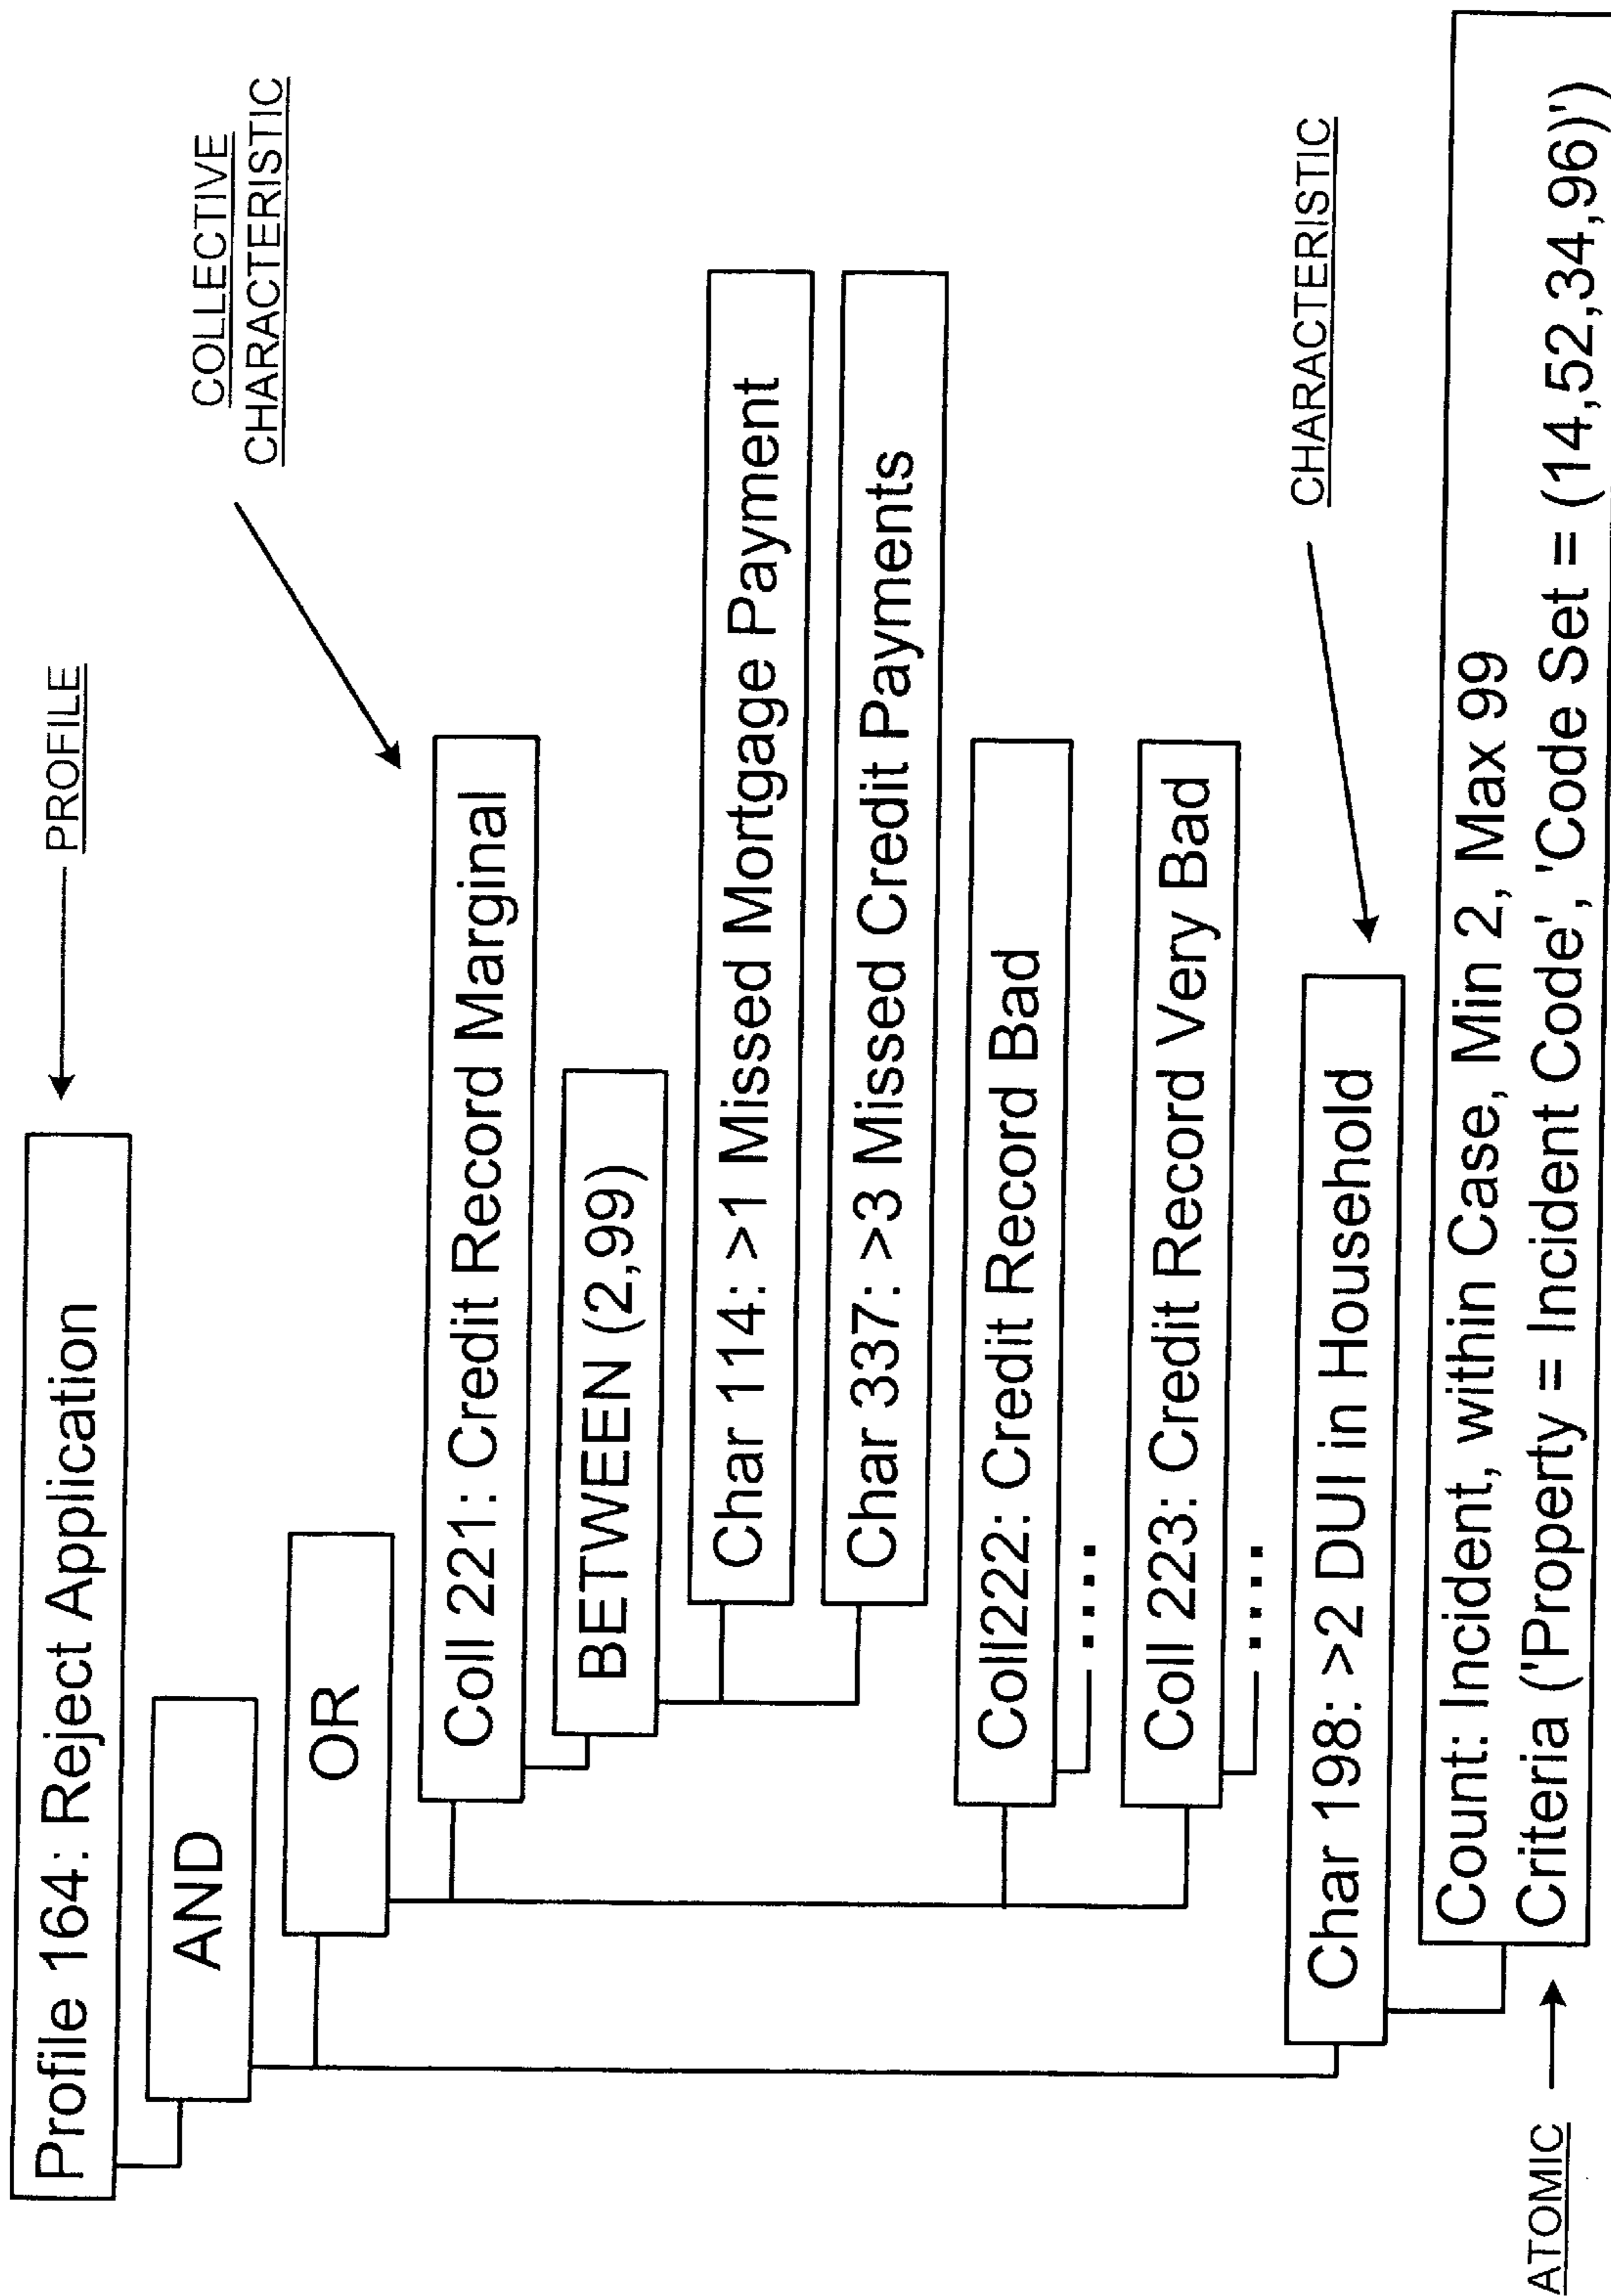 Profile 164: Reject Application
PROFILE
AND
OR
COLLECTIVE
CHARACTERISTIC
Coll 221: Credit Record Marginal
BETWEEN (2,99)
Char 114: >1 Missed Mortgage Payment
Char 337: >3 Missed Credit Payments
Coll222: Credit Record Bad
....
Coll 223: Credit Record Very Bad
....
CHARACTERISTIC
Char 198: >2 DUI in Household
Count: Incident, within Case, Min 2, Max 99
ATOMIC
Criteria ('Property = Incident Code', 'Code Set = (14,52,34,96)')